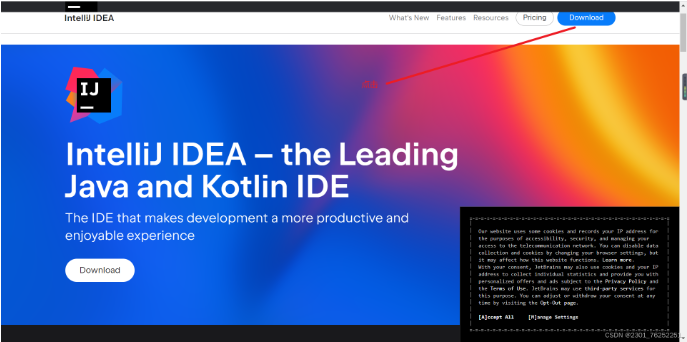 IntelliJ IDEA
What's New Features Resources Pricing Download
IJ
IntelliJ IDEA – the Leading
Java and Kotlin IDE
The IDE that makes development a more productive and
enjoyable experience
Download
Our website uses some cookies and records your IP address for
the purposes of accessibility, security, and managing your
access to the telecommunication network. You can disable data
collection and cookies by changing your browser settings, but
it may affect how this website functions. Learn more.
With your consent, JetBrains may also use cookies and your IP
address to collect individual statistics and provide you with
personalized offers and ads subject to the Privacy Policy and
the Terms of Use. JetBrains may use third-party services for
this purpose. You can adjust or withdraw your consent at any
time by visiting the Opt-Out page.
[A]ccept All [M]anage Settings